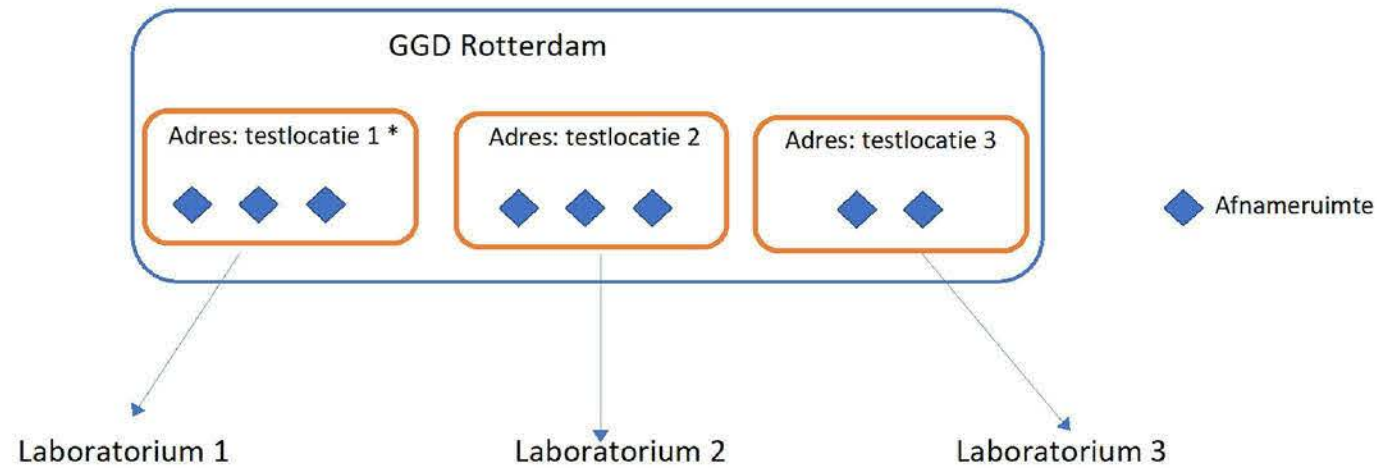 GGD Rotterdam
Adres: testlocatie 1 *
Adres: testlocatie 2
Adres: testlocatie 3
Afnameruimte
Laboratorium 1
Laboratorium 2
Laboratorium 3